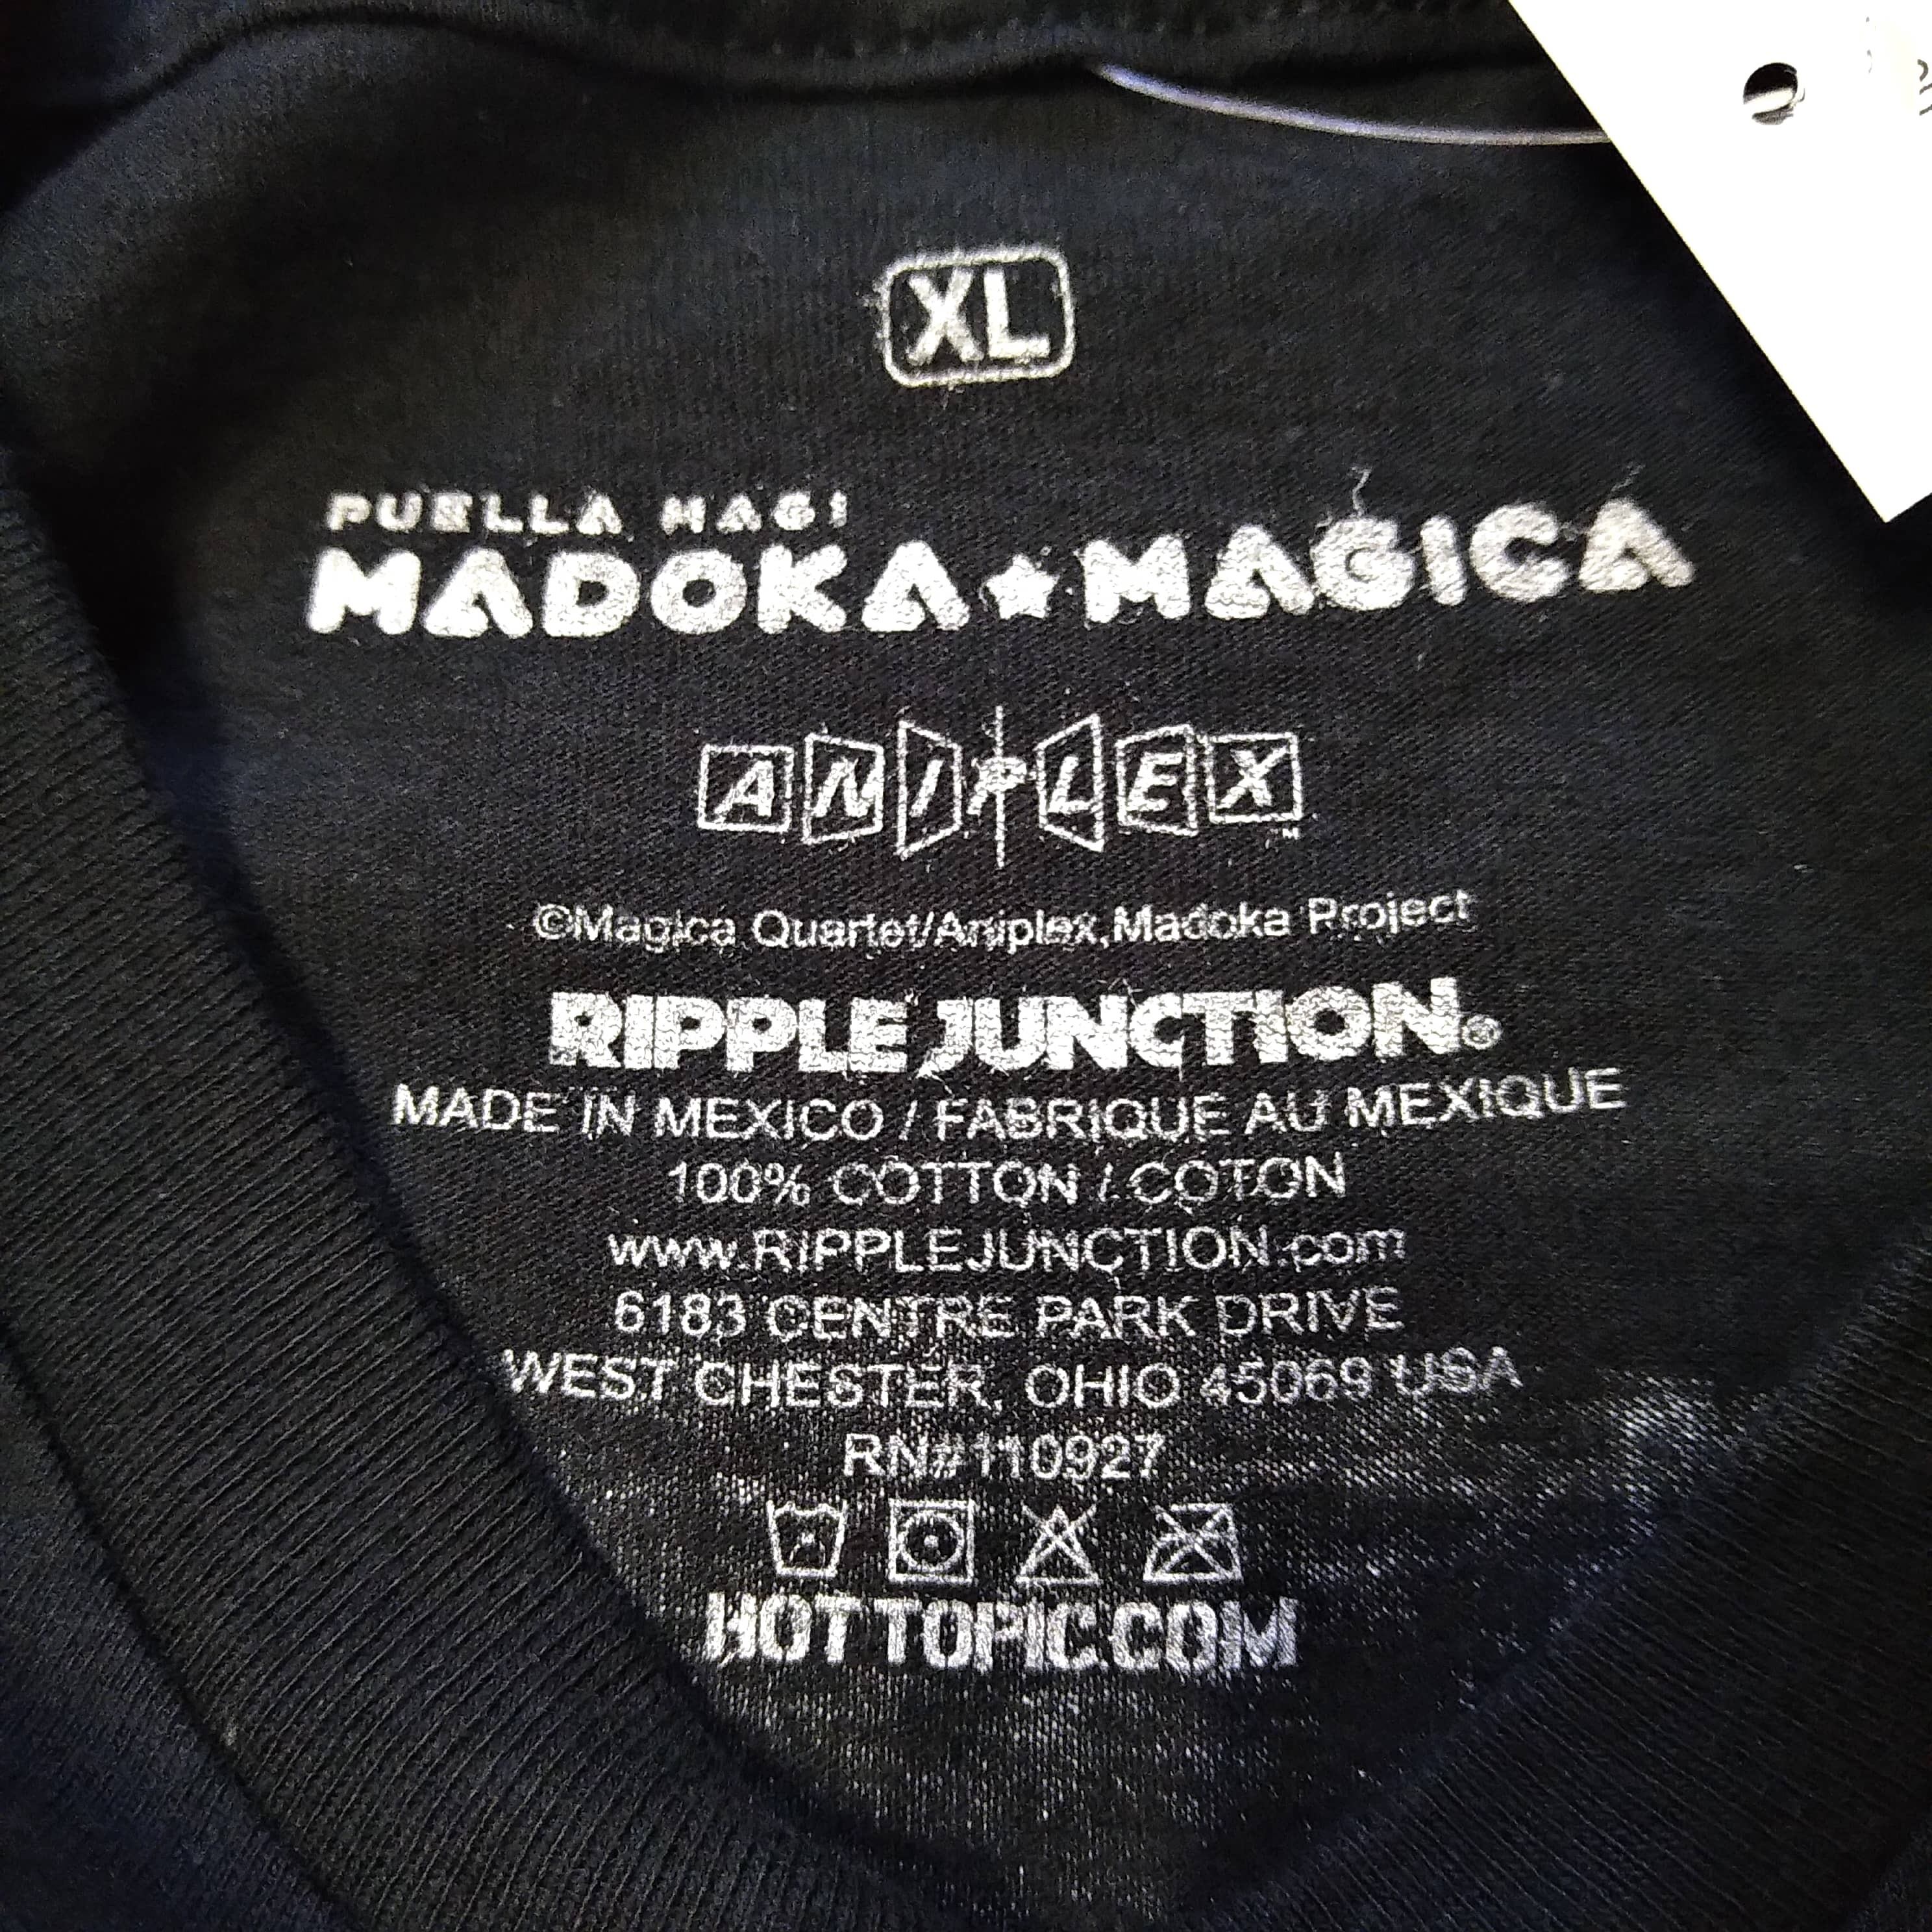 XL
PUELLA MAGI
MADOKA★MAGICA
ANIPLEX™
©Magica Quartet/Aniplex,Madoka Project
RIPPLE JUNCTION®
MADE IN MEXICO / FABRIQUE AU MEXIQUE
100% COTTON / COTON
www.RIPPLEJUNCTION.com
6183 CENTRE PARK DRIVE
WEST CHESTER, OHIO 45069 USA
RN#110927
HOTTOPIC.COM